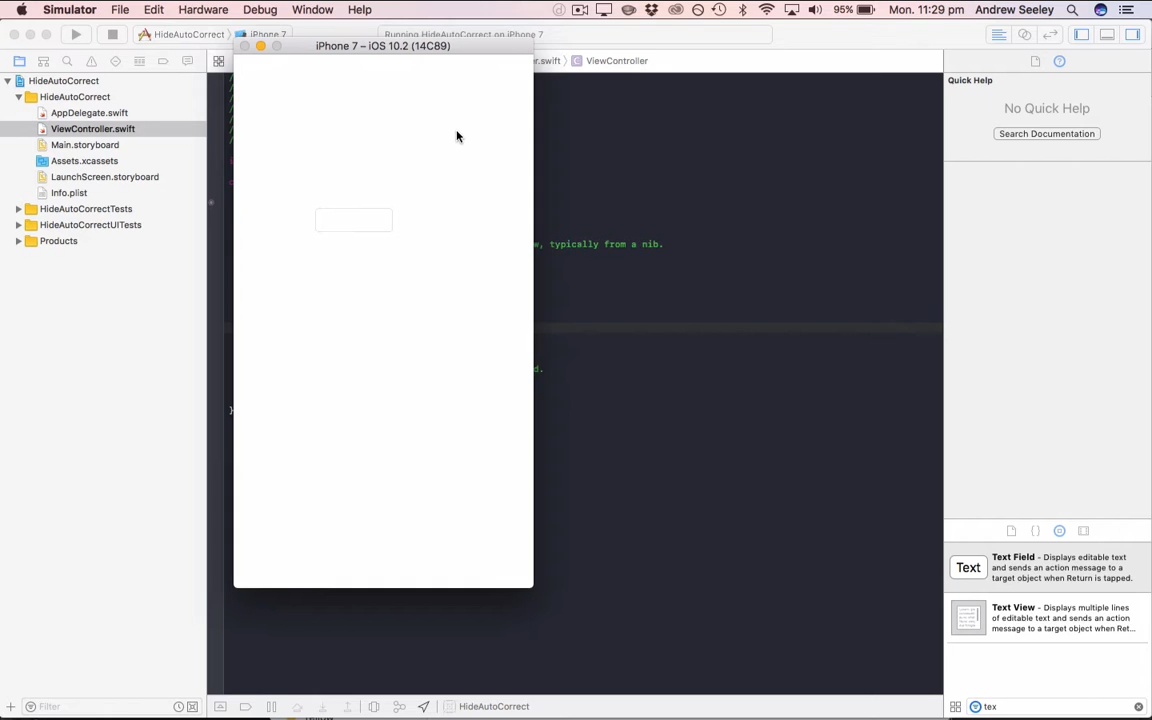 Simulator File Edit Hardware Debug Window Help 95% Mon. 11:29 pm Andrew Seeley
HideAutoCorrect iPhone 7 Running HideAutoCorrect on iPhone 7
iPhone 7 – iOS 10.2 (14C89)
er.swift C ViewController
HideAutoCorrect
HideAutoCorrect
AppDelegate.swift
ViewController.swift
Main.storyboard
Assets.xcassets
LaunchScreen.storyboard
Info.plist
HideAutoCorrectTests
HideAutoCorrectUITests
Products
w, typically from a nib.
d.
}
Quick Help
No Quick Help
Search Documentation
Text
Text Field - Displays editable text
and sends an action message to a
target object when Return is tapped.
Text View - Displays multiple lines
of editable text and sends an action
message to a target object when Ret...
Filter
HideAutoCorrect
tex